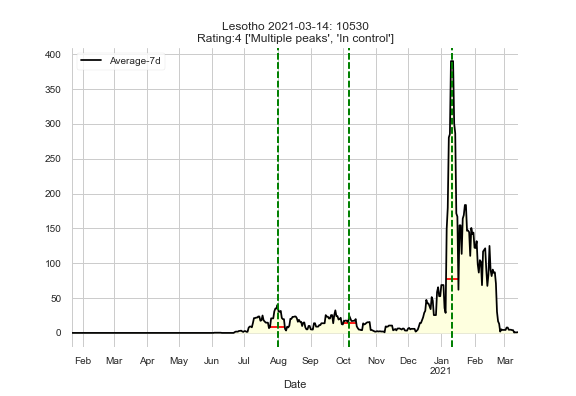 Lesotho 2021-03-14: 10530
Rating:4 ['Multiple peaks', 'In control']
Average-7d
400
350
300
250
200
150
100
50
0
Feb Mar Apr May Jun Jul Aug Sep Oct Nov Dec Jan Feb Mar
2021
Date